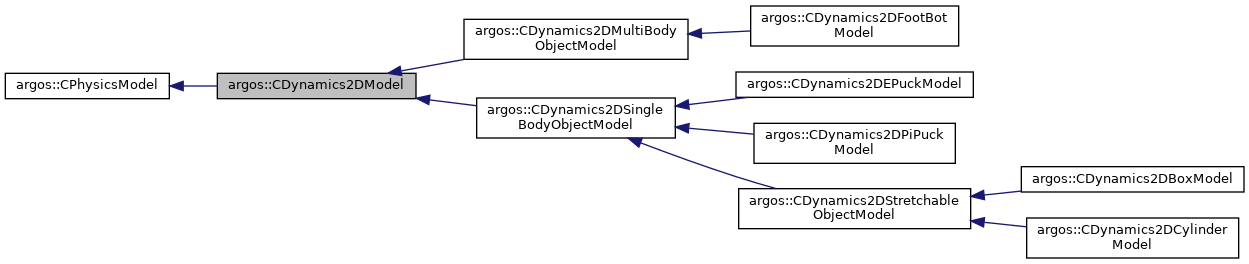 argos::CPhysicsModel
argos::CDynamics2DModel
argos::CDynamics2DMultiBody
ObjectModel
argos::CDynamics2DFootBot
Model
argos::CDynamics2DSingle
BodyObjectModel
argos::CDynamics2DEPuckModel
argos::CDynamics2DPiPuck
Model
argos::CDynamics2DStretchable
ObjectModel
argos::CDynamics2DBoxModel
argos::CDynamics2DCylinder
Model